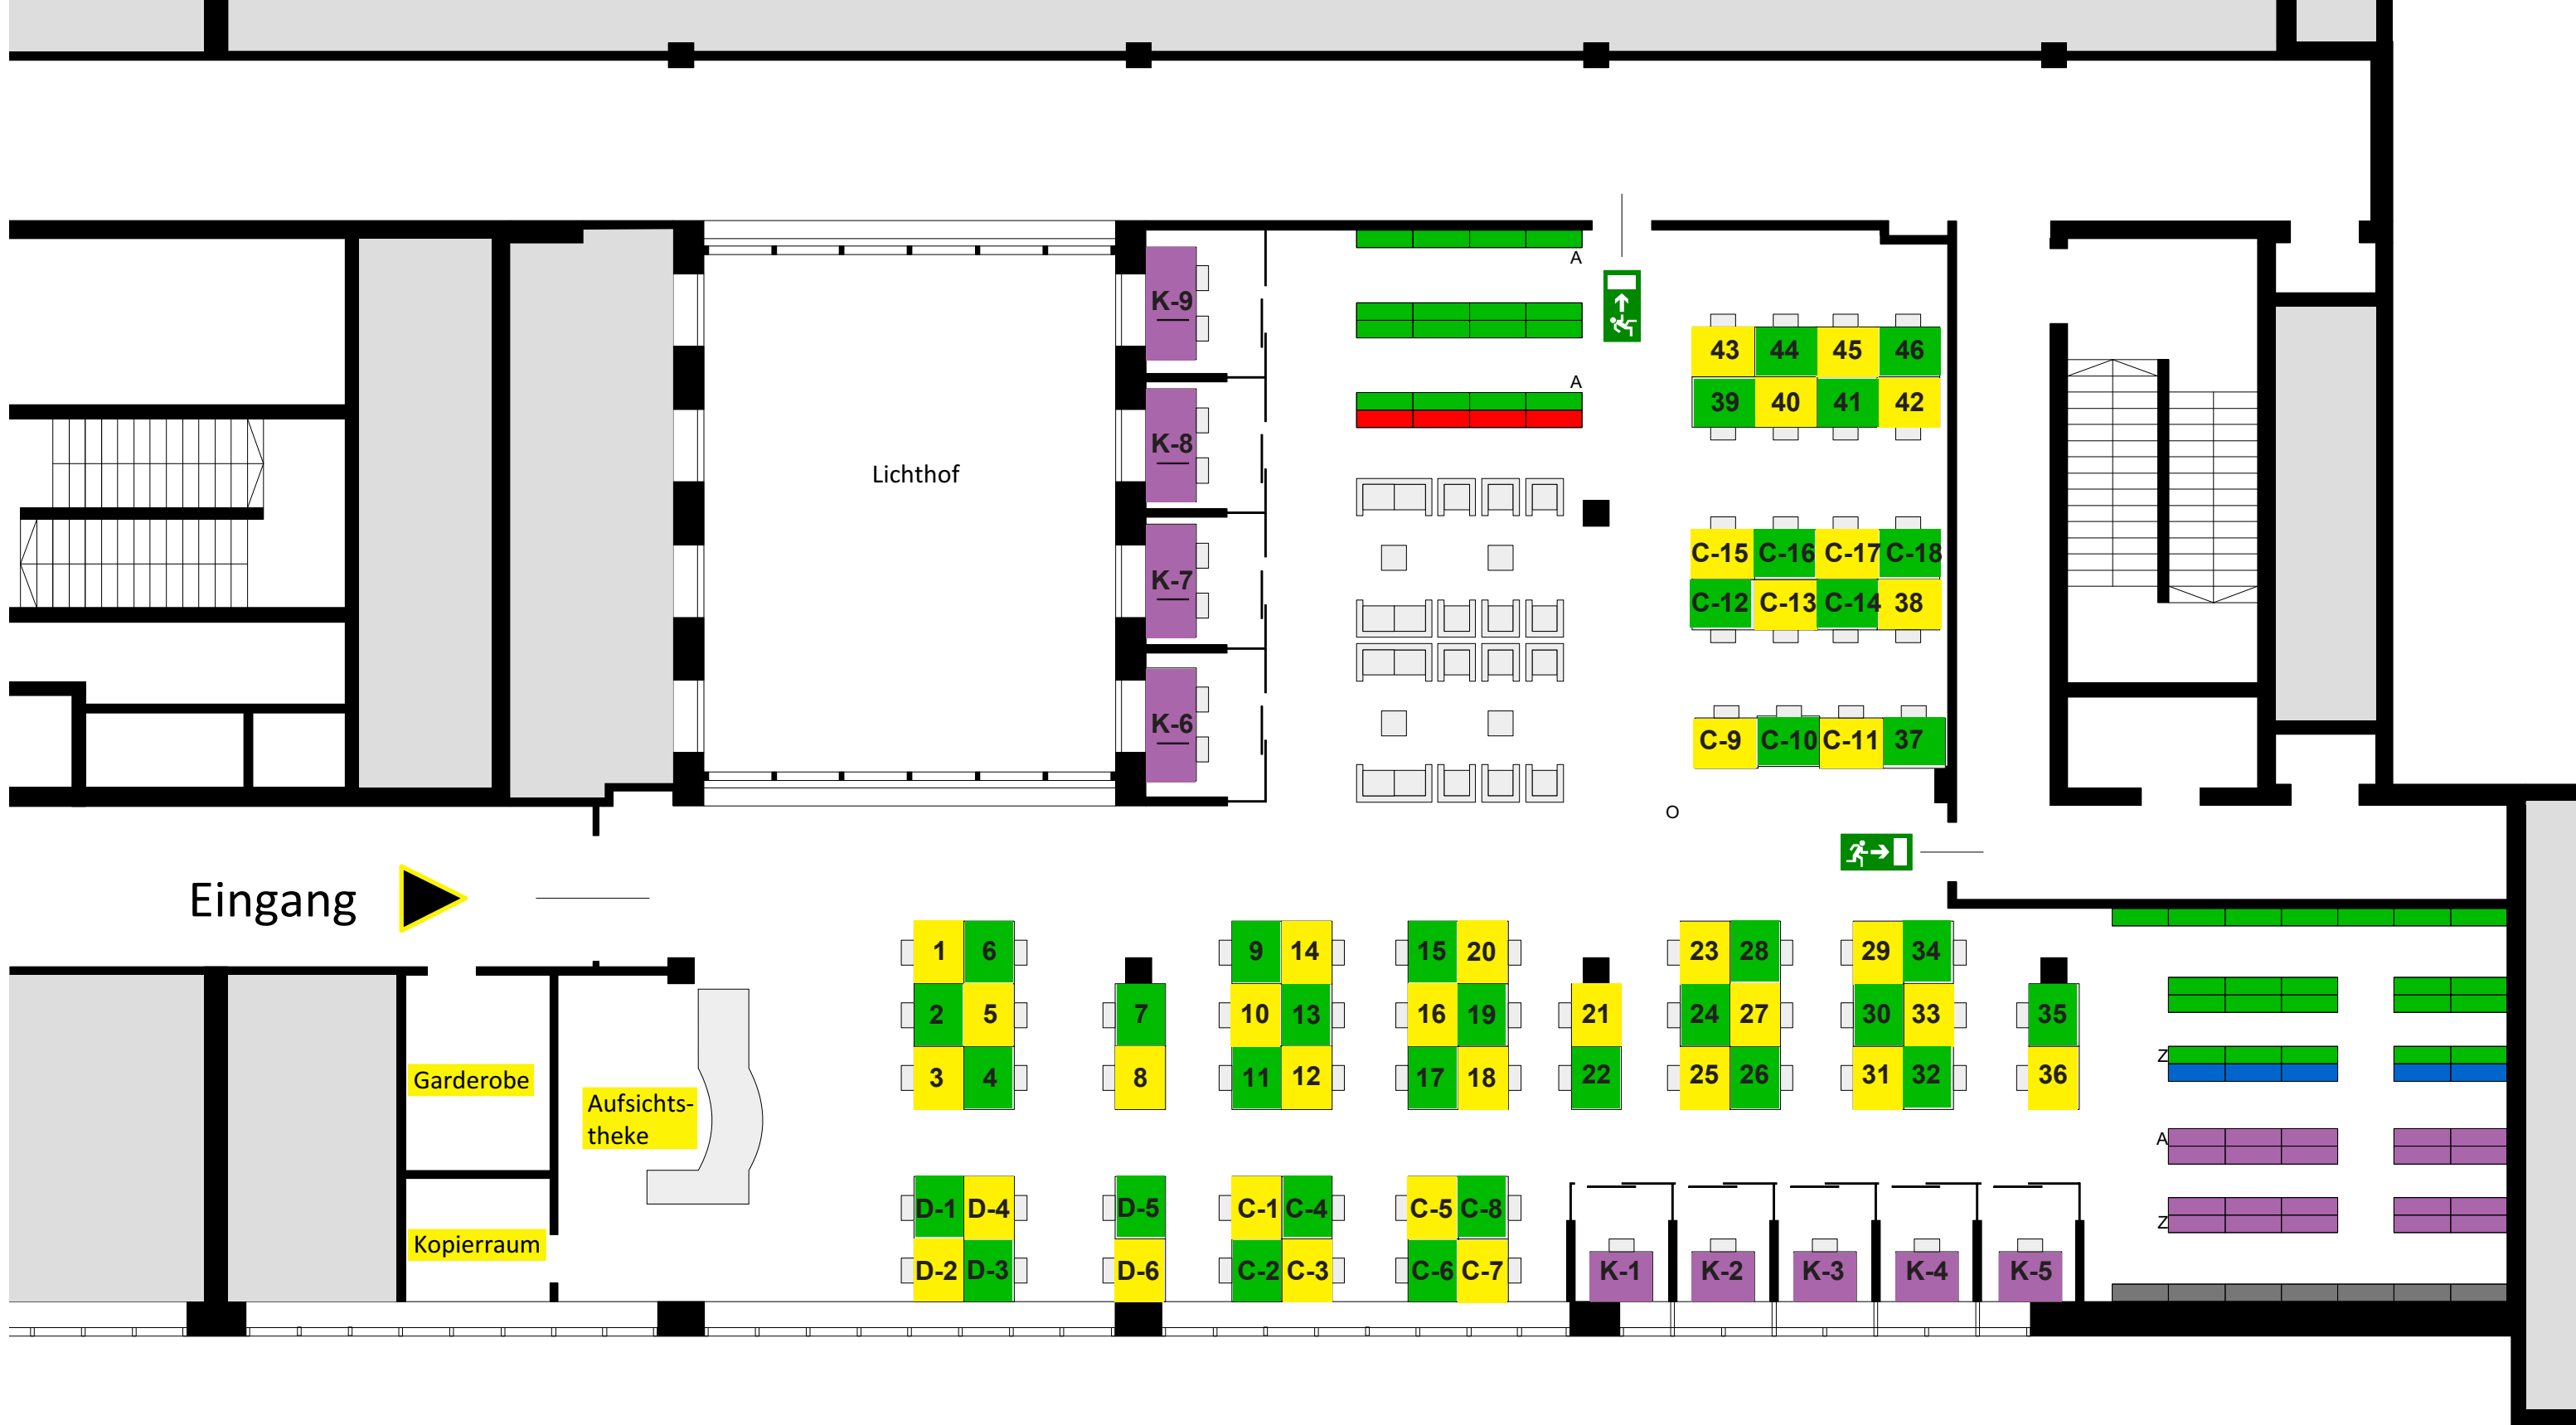 A
K-9
43 44 45 46
A
39 40 41 42
K-8
Lichthof
C-15 C-16 C-17 C-18
K-7
C-12 C-13 C-14 38
K-6
C-9 C-10 C-11 37
O
Eingang
1 6 9 14 15 20 23 28 29 34
2 5 7 10 13 16 19 21 24 27 30 33 35
Z
3 4 8 11 12 17 18 22 25 26 31 32 36
Garderobe
Aufsichts-
theke
A
D-1 D-4 D-5 C-1 C-4 C-5 C-8
Z
Kopierraum
D-2 D-3 D-6 C-2 C-3 C-6 C-7 K-1 K-2 K-3 K-4 K-5